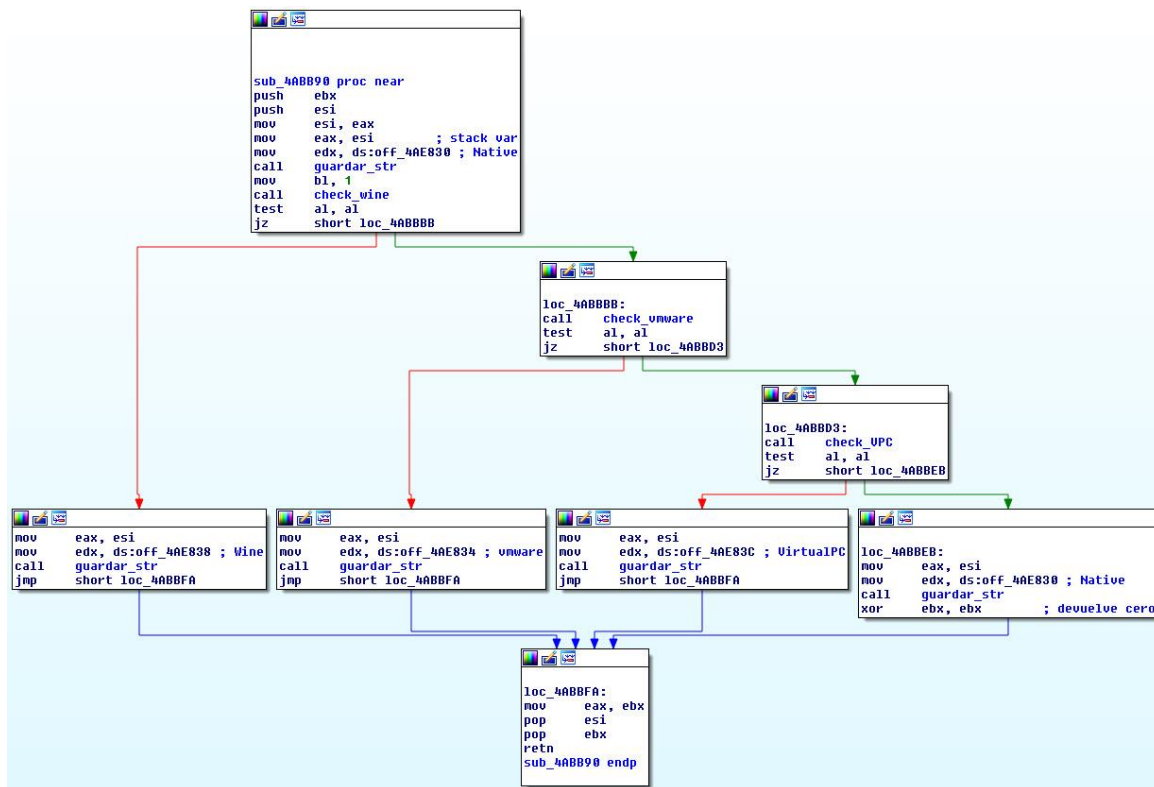 sub_4ABB90 proc near
push ebx
push esi
mov esi, eax
mov eax, esi ; stack var
mov edx, ds:off_4AE830 ; Native
call guardar_str
mov bl, 1
call check_wine
test al, al
jz short loc_4ABBBB
loc_4ABBBB:
call check_vmware
test al, al
jz short loc_4ABBD3
loc_4ABBD3:
call check_VPC
test al, al
jz short loc_4ABBEB
mov eax, esi
mov edx, ds:off_4AE838 ; Wine
call guardar_str
jmp short loc_4ABBFA
mov eax, esi
mov edx, ds:off_4AE834 ; vmware
call guardar_str
jmp short loc_4ABBFA
mov eax, esi
mov edx, ds:off_4AE83C ; VirtualPC
call guardar_str
jmp short loc_4ABBFA
loc_4ABBEB:
mov eax, esi
mov edx, ds:off_4AE830 ; Native
call guardar_str
xor ebx, ebx ; devuelve cero
loc_4ABBFA:
mov eax, ebx
pop esi
pop ebx
retn
sub_4ABB90 endp